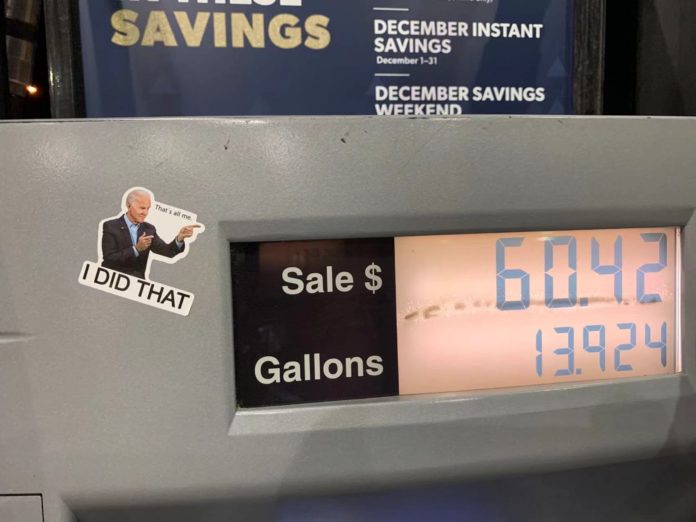 SAVINGS
DECEMBER INSTANT
SAVINGS
December 1–31
DECEMBER SAVINGS
WEEKEND
That's all me.
I DID THAT
Sale $ 60.42
Gallons 13.924